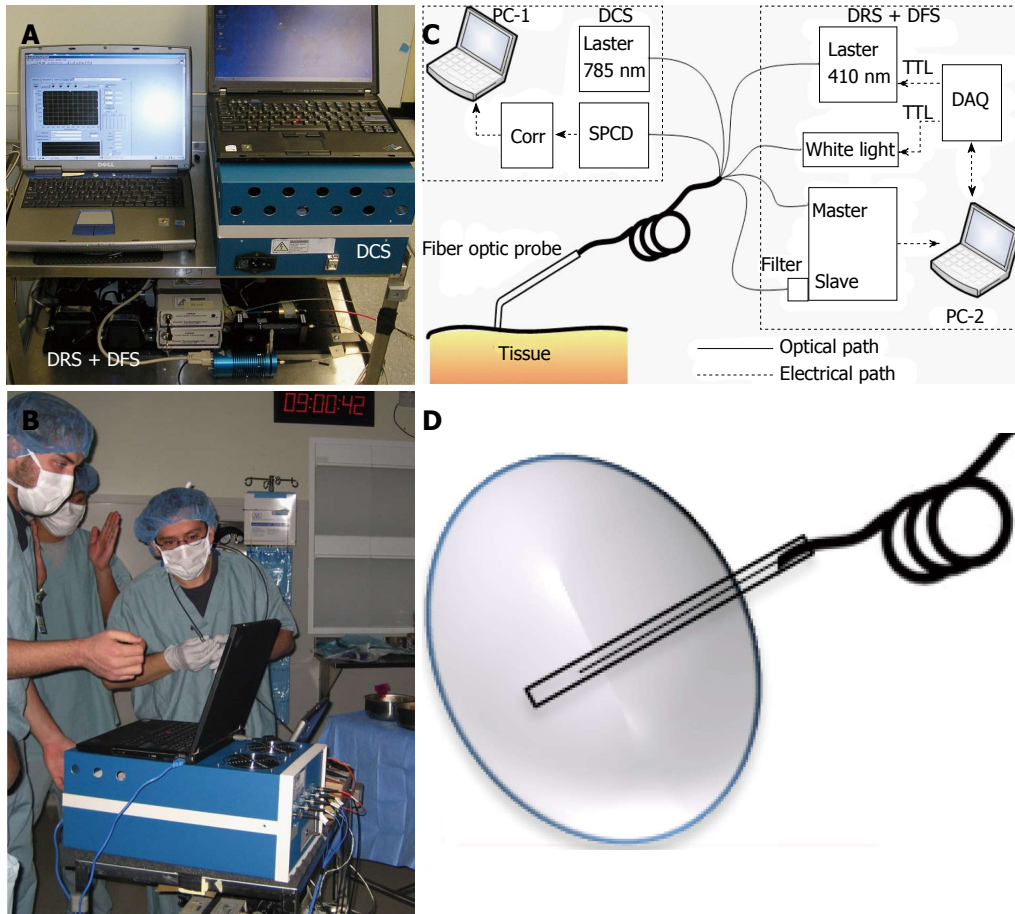 A
DELL
DCS
DRS + DFS
B
09:00:42
C
PC-1
DCS
Laster
785 nm
Corr
SPCD
DRS + DFS
Laster
410 nm
TTL
TTL
DAQ
White light
Master
Filter
Slave
PC-2
Fiber optic probe
Tissue
Optical path
Electrical path
D